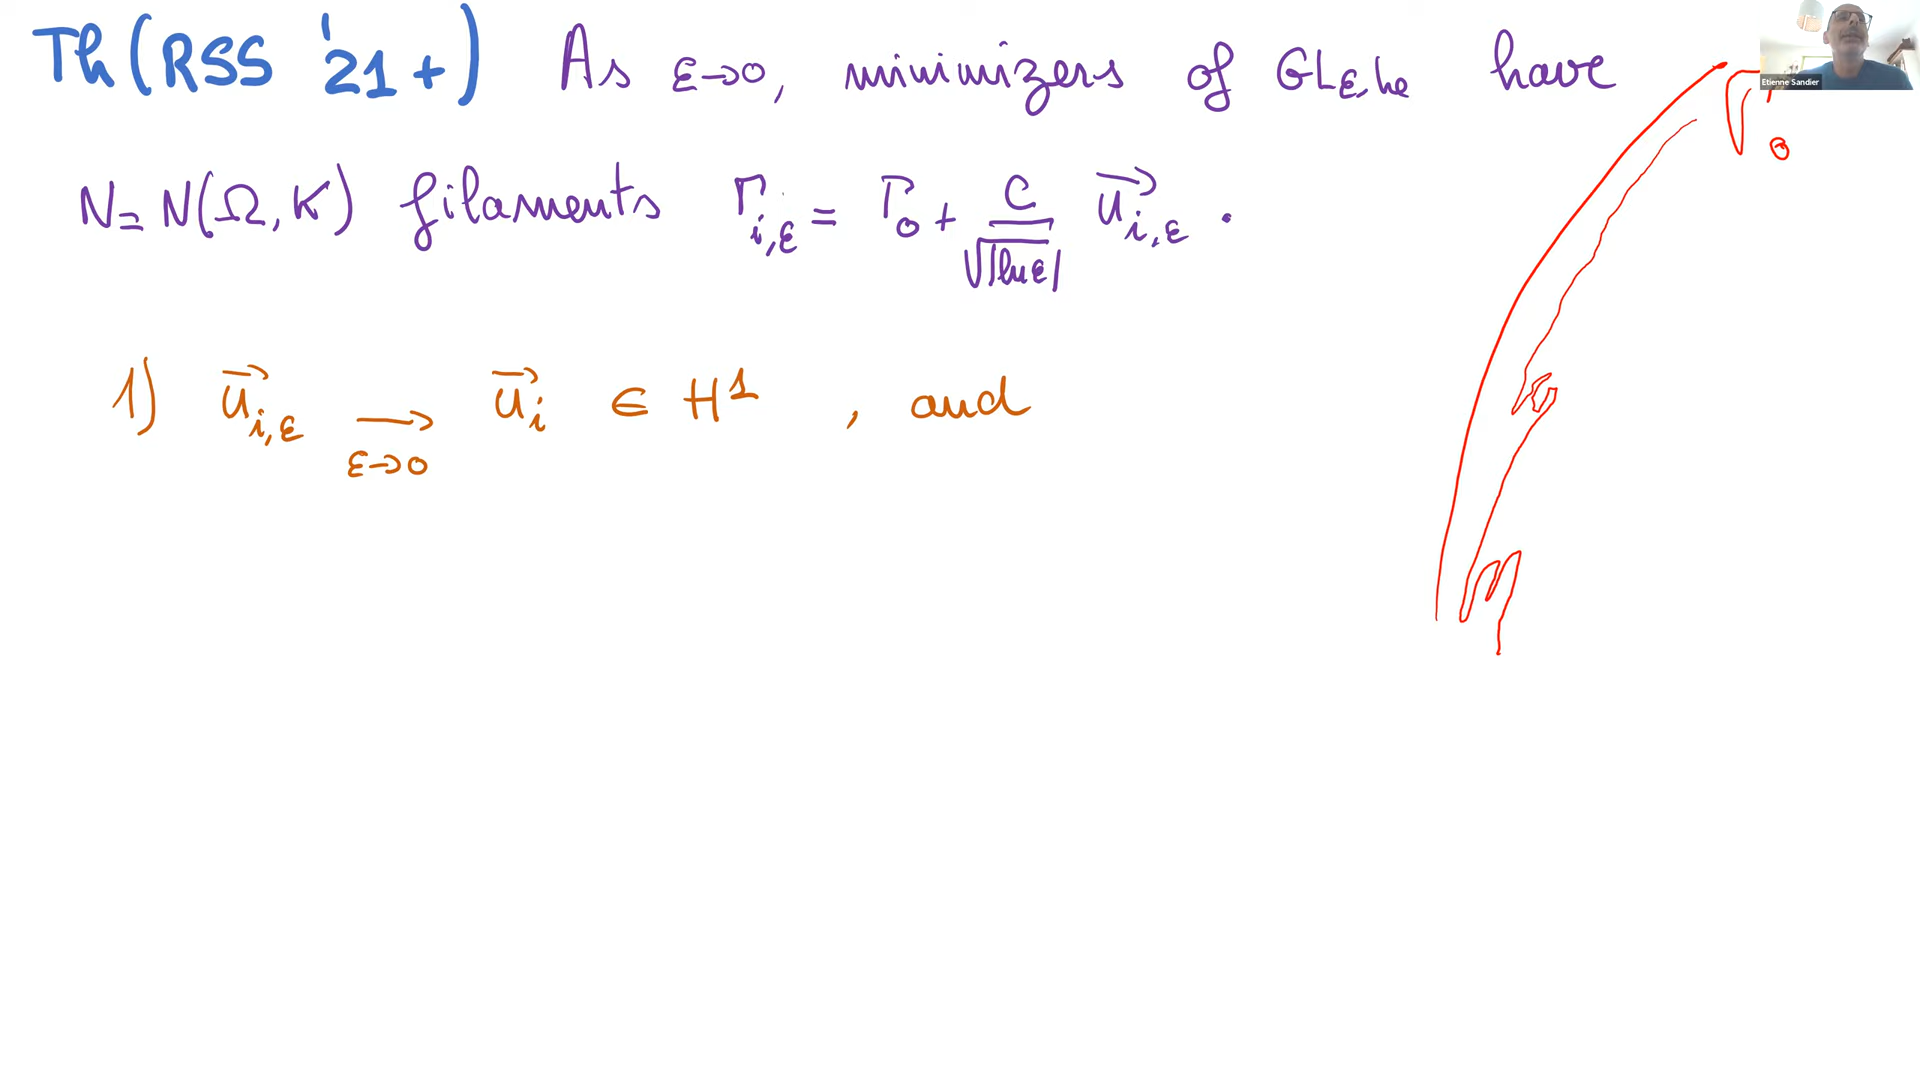 Th (RSS '21+) As ε→0, minimizers of GLε,he have
N = N(Ω, K) filaments Γi,ε = Γ0 + C/√|ln ε| u⃗i,ε .
1) u⃗i,ε ⟶ε→0 u⃗i ∈ H¹ , and
Γ0
Etienne Sandier